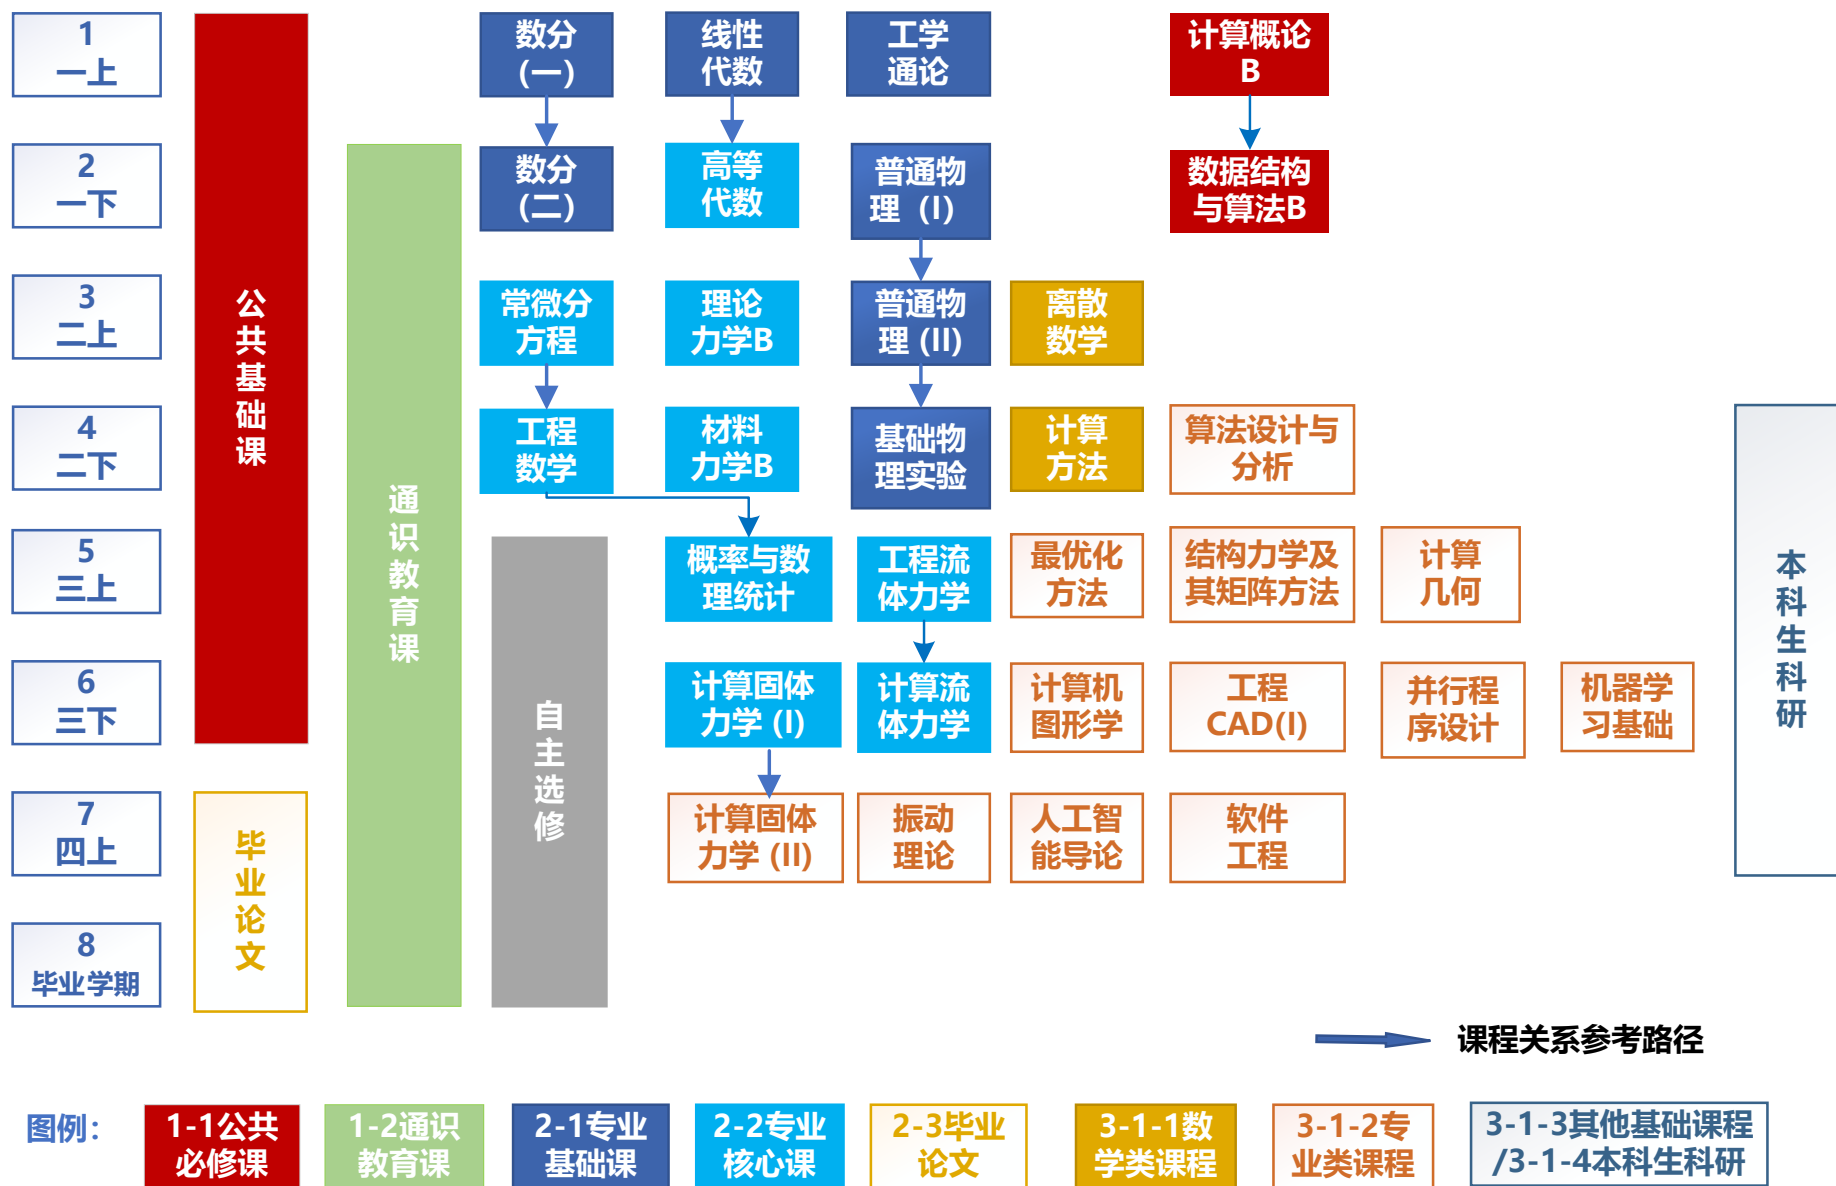 1
一上
数分
(一)
线性
代数
工学
通论
计算概论
B
2
一下
数分
(二)
高等
代数
普通物
理（I）
数据结构
与算法B
3
二上
常微分
方程
理论
力学B
普通物
理 (II)
离散
数学
4
二下
工程
数学
材料
力学B
基础物
理实验
计算
方法
算法设计与
分析
5
三上
概率与数
理统计
工程流
体力学
最优化
方法
结构力学及
其矩阵方法
计算
几何
6
三下
计算固体
力学 (I)
计算流
体力学
计算机
图形学
工程
CAD(I)
并行程
序设计
机器学
习基础
7
四上
计算固体
力学 (II)
振动
理论
人工智
能导论
软件
工程
8
毕业学期
公共基础课
毕业论文
通识教育课
自主选修
本科生科研
课程关系参考路径
图例：
1-1公共
必修课
1-2通识
教育课
2-1专业
基础课
2-2专业
核心课
2-3毕业
论文
3-1-1数
学类课程
3-1-2专
业类课程
3-1-3其他基础课程
/3-1-4本科生科研